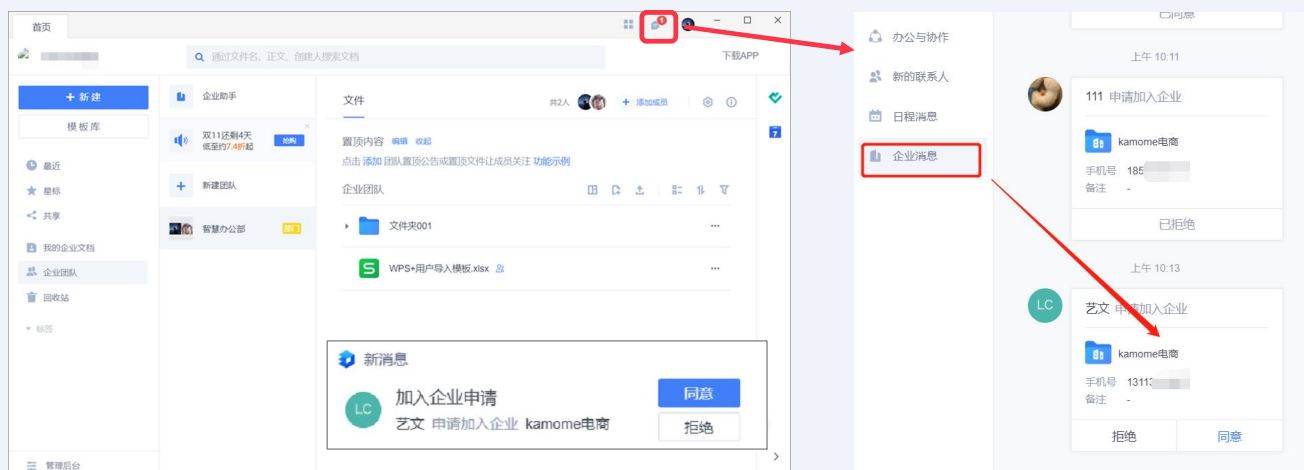 首页
1
通过文件名、正文、创建人搜索文档
下载APP
+ 新建
模板库
最近
星标
共享
我的企业文档
企业团队
回收站
标签
管理后台
企业助手
双11还剩4天
低至约7.4折起
抢购
新建团队
智慧办公部
部门
文件
共2人
+ 添加成员
置顶内容 编辑 收起
点击 添加 团队置顶公告或置顶文件让成员关注 功能示例
企业团队
文件夹001
WPS+用户导入模板.xlsx
7
新消息
LC
加入企业申请
艺文 申请加入企业 kamome电商
同意
拒绝
办公与协作
新的联系人
日程消息
企业消息
已同意
上午 10:11
111 申请加入企业
kamome电商
手机号 185
备注 -
已拒绝
上午 10:13
LC
艺文 申请加入企业
kamome电商
手机号 1311
备注 -
拒绝
同意